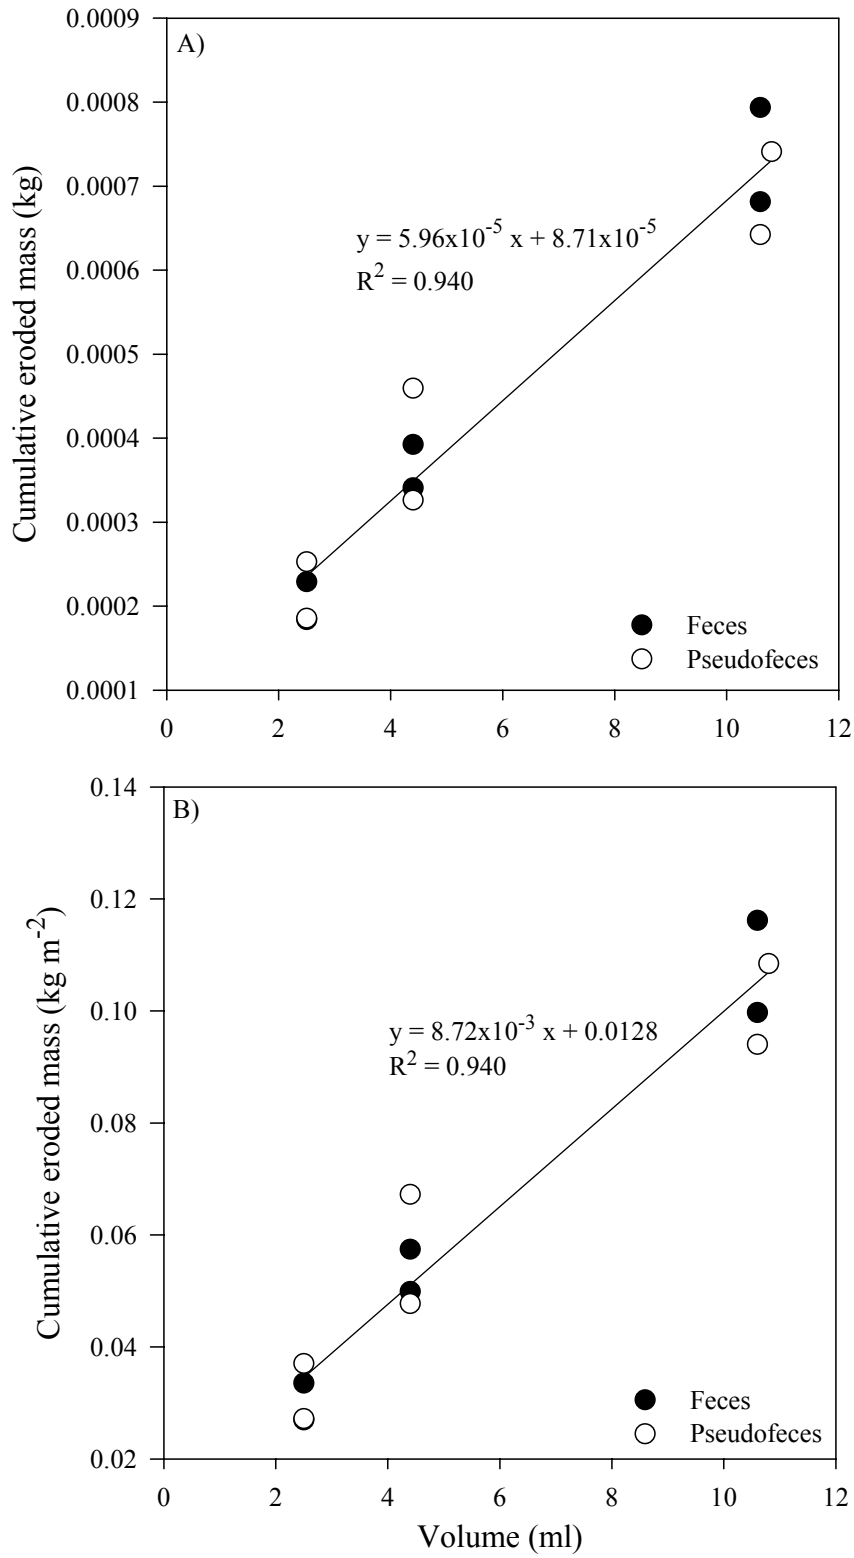 A)
Cumulative eroded mass (kg)
0.0009
0.0008
0.0007
0.0006
0.0005
0.0004
0.0003
0.0002
0.0001
y = 5.96x10⁻⁵ x + 8.71x10⁻⁵
R² = 0.940
Feces
Pseudofeces
0 2 4 6 8 10 12
B)
Cumulative eroded mass (kg m⁻²)
0.14
0.12
0.10
0.08
0.06
0.04
0.02
y = 8.72x10⁻³ x + 0.0128
R² = 0.940
Feces
Pseudofeces
0 2 4 6 8 10 12
Volume (ml)